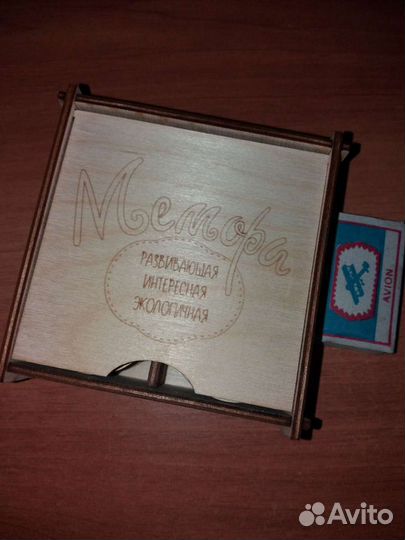 Мемори
РАЗВИВАЮЩАЯ
ИНТЕРЕСНАЯ
ЭКОЛОГИЧНАЯ
AVION
Avito